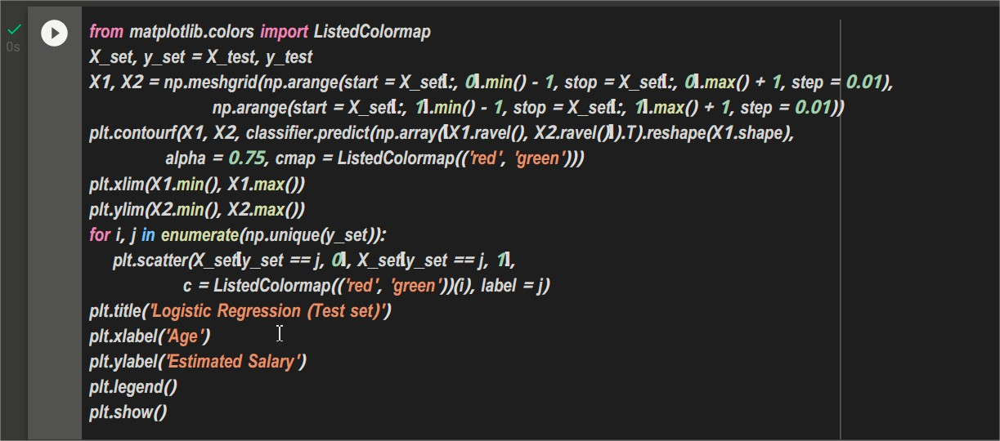 0s
from matplotlib.colors import ListedColormap
X_set, y_set = X_test, y_test
X1, X2 = np.meshgrid(np.arange(start = X_set[:, 0].min() - 1, stop = X_set[:, 0].max() + 1, step = 0.01),
np.arange(start = X_set[:, 1].min() - 1, stop = X_set[:, 1].max() + 1, step = 0.01))
plt.contourf(X1, X2, classifier.predict(np.array([X1.ravel(), X2.ravel()]).T).reshape(X1.shape),
alpha = 0.75, cmap = ListedColormap(('red', 'green')))
plt.xlim(X1.min(), X1.max())
plt.ylim(X2.min(), X2.max())
for i, j in enumerate(np.unique(y_set)):
plt.scatter(X_set[y_set == j, 0], X_set[y_set == j, 1],
c = ListedColormap(('red', 'green'))(i), label = j)
plt.title('Logistic Regression (Test set)')
plt.xlabel('Age')
plt.ylabel('Estimated Salary')
plt.legend()
plt.show()